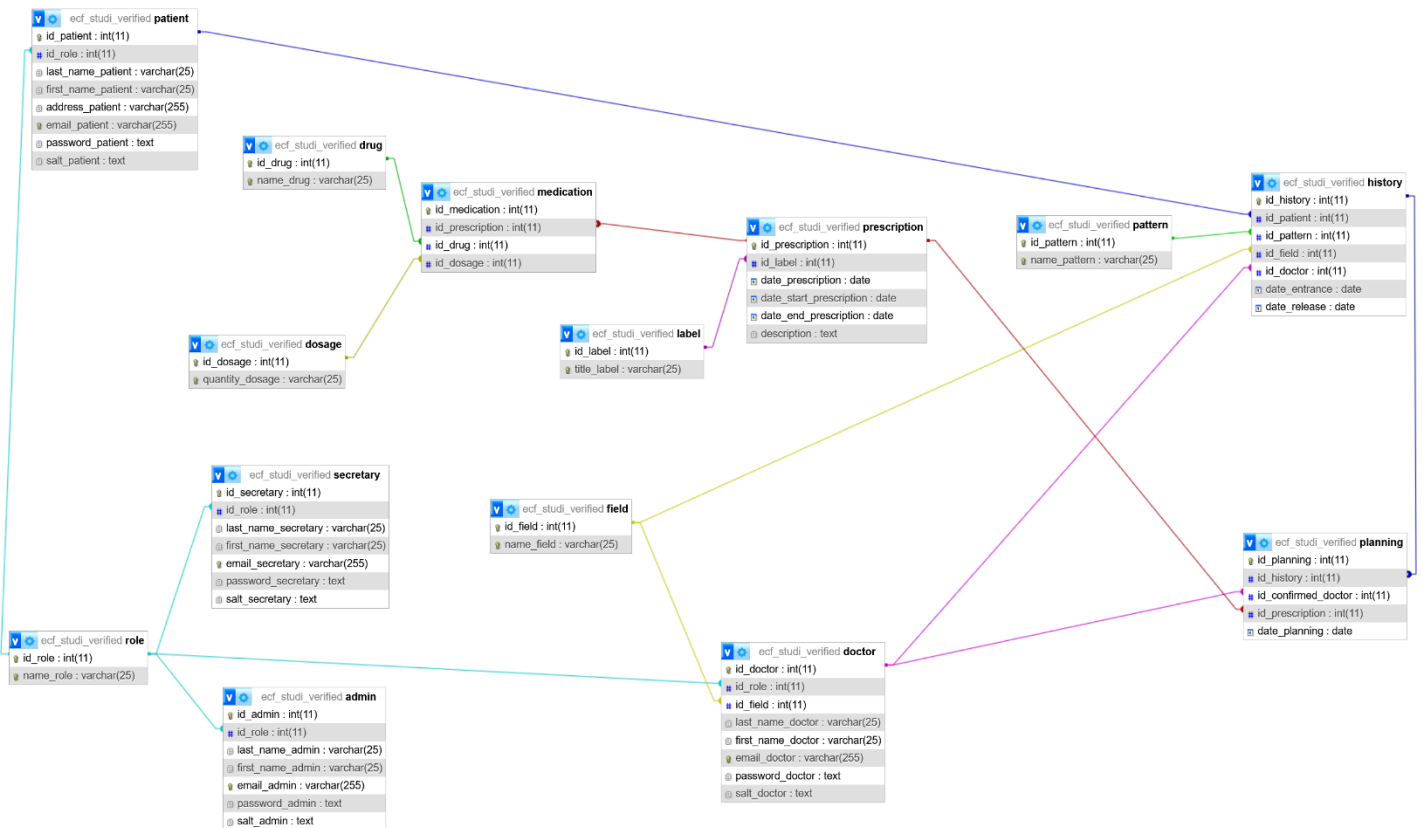 ecf_studi_verified patient
id_patient : int(11)
id_role : int(11)
last_name_patient : varchar(25)
first_name_patient : varchar(25)
address_patient : varchar(255)
email_patient : varchar(255)
password_patient : text
salt_patient : text
ecf_studi_verified drug
id_drug : int(11)
name_drug : varchar(25)
ecf_studi_verified medication
id_medication : int(11)
id_prescription : int(11)
id_drug : int(11)
id_dosage : int(11)
ecf_studi_verified prescription
id_prescription : int(11)
id_label : int(11)
date_prescription : date
date_start_prescription : date
date_end_prescription : date
description : text
ecf_studi_verified pattern
id_pattern : int(11)
name_pattern : varchar(25)
ecf_studi_verified history
id_history : int(11)
id_patient : int(11)
id_pattern : int(11)
id_field : int(11)
id_doctor : int(11)
date_entrance : date
date_release : date
ecf_studi_verified dosage
id_dosage : int(11)
quantity_dosage : varchar(25)
ecf_studi_verified label
id_label : int(11)
title_label : varchar(25)
ecf_studi_verified secretary
id_secretary : int(11)
id_role : int(11)
last_name_secretary : varchar(25)
first_name_secretary : varchar(25)
email_secretary : varchar(255)
password_secretary : text
salt_secretary : text
ecf_studi_verified field
id_field : int(11)
name_field : varchar(25)
ecf_studi_verified planning
id_planning : int(11)
id_history : int(11)
id_confirmed_doctor : int(11)
id_prescription : int(11)
date_planning : date
ecf_studi_verified role
id_role : int(11)
name_role : varchar(25)
ecf_studi_verified admin
id_admin : int(11)
id_role : int(11)
last_name_admin : varchar(25)
first_name_admin : varchar(25)
email_admin : varchar(255)
password_admin : text
salt_admin : text
ecf_studi_verified doctor
id_doctor : int(11)
id_role : int(11)
id_field : int(11)
last_name_doctor : varchar(25)
first_name_doctor : varchar(25)
email_doctor : varchar(255)
password_doctor : text
salt_doctor : text